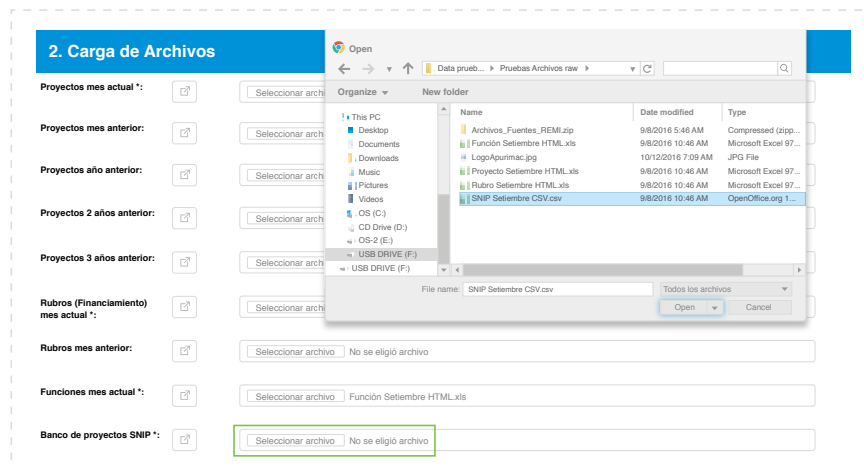 2. Carga de Archivos
Proyectos mes actual *:
Seleccionar archi
Proyectos mes anterior:
Seleccionar arch
Proyectos año anterior:
Seleccionar arch
Proyectos 2 años anterior:
Seleccionar arch
Proyectos 3 años anterior:
Seleccionar arch
Rubros (Financiamiento)
mes actual *:
Seleccionar arch
Rubros mes anterior:
Seleccionar archivo No se eligió archivo
Funciones mes actual *:
Seleccionar archivo Función Setiembre HTML.xls
Banco de proyectos SNIP *:
Seleccionar archivo No se eligió archivo
Open
Data prueb... Pruebas Archivos raw
Organize New folder
This PC
Desktop
Documents
Downloads
Music
Pictures
Videos
OS (C:)
CD Drive (D:)
OS-2 (E:)
USB DRIVE (F:)
USB DRIVE (F:)
Name Date modified Type
Archivos_Fuentes_REMI.zip 9/8/2016 5:46 AM Compressed (zipp...
Función Setiembre HTML.xls 9/8/2016 10:46 AM Microsoft Excel 97...
LogoApurimac.jpg 10/12/2016 7:09 AM JPG File
Proyecto Setiembre HTML.xls 9/8/2016 10:46 AM Microsoft Excel 97...
Rubro Setiembre HTML.xls 9/8/2016 10:46 AM Microsoft Excel 97...
SNIP Setiembre CSV.csv 9/8/2016 10:46 AM OpenOffice.org 1...
File name: SNIP Setiembre CSV.csv Todos los archivos
Open Cancel